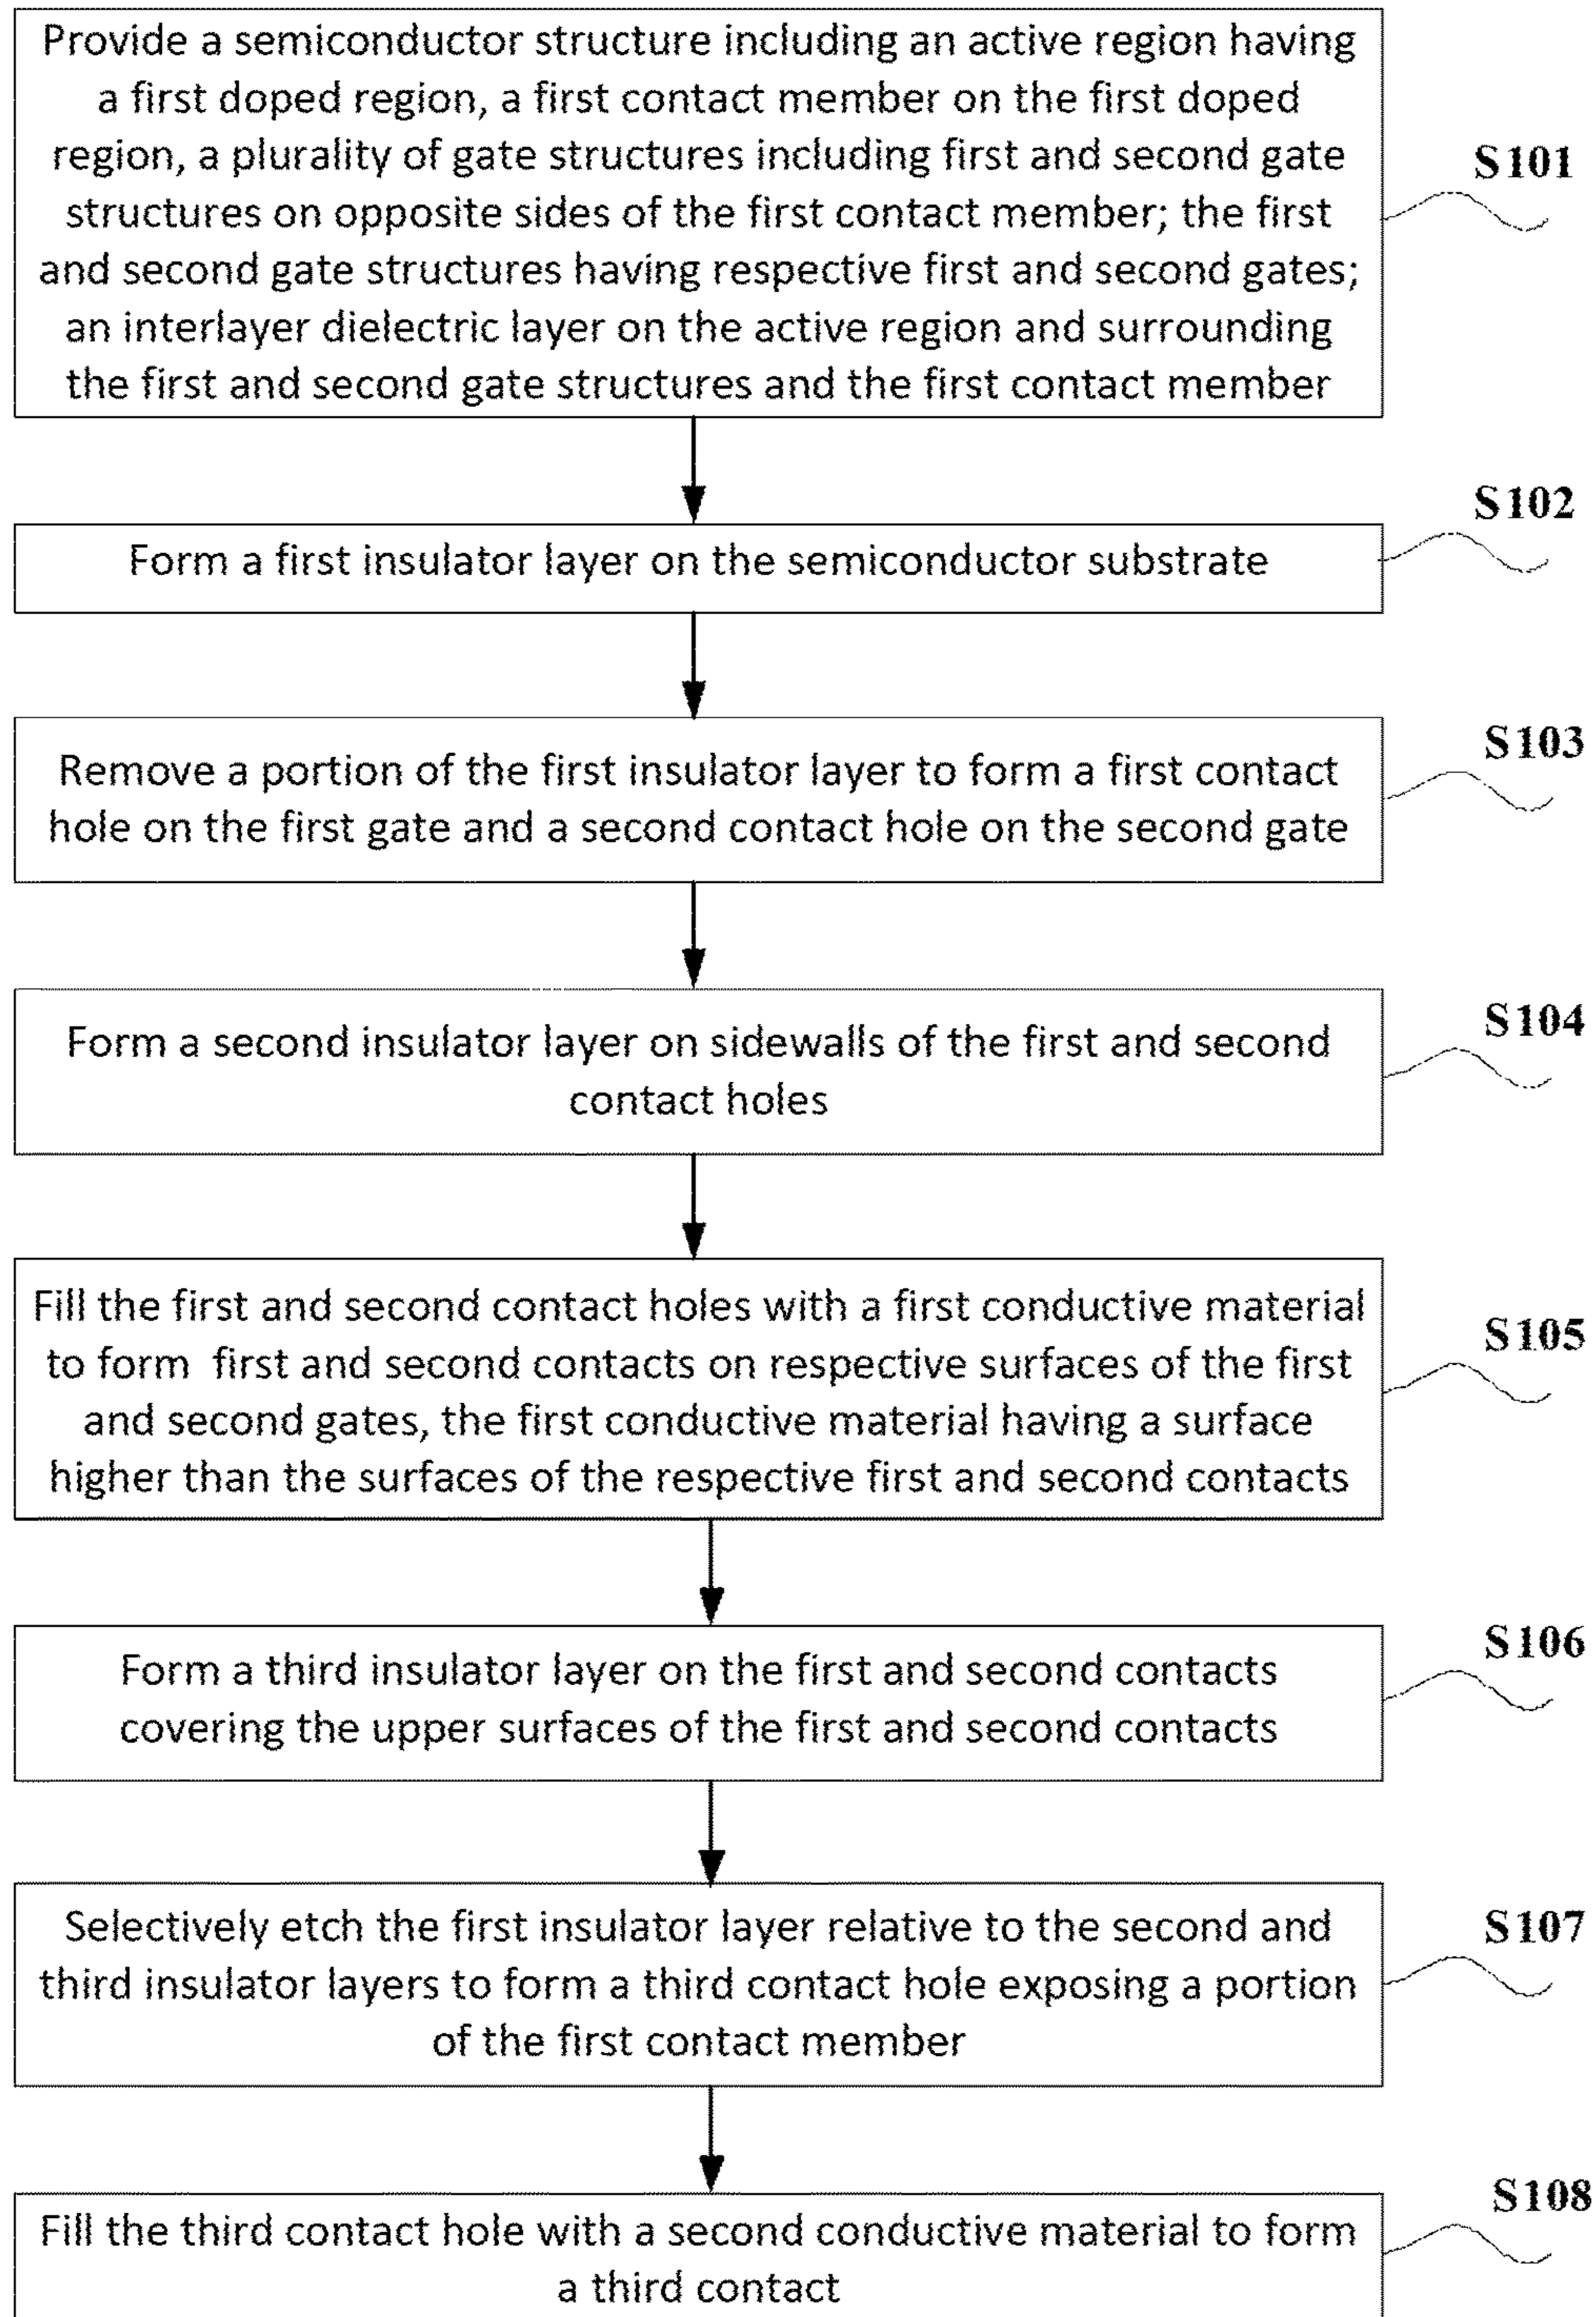 Provide a semiconductor structure including an active region having
a first doped region, a first contact member on the first doped
region, a plurality of gate structures including first and second gate
structures on opposite sides of the first contact member; the first
and second gate structures having respective first and second gates;
an interlayer dielectric layer on the active region and surrounding
the first and second gate structures and the first contact member
S101
S102
Form a first insulator layer on the semiconductor substrate
S103
Remove a portion of the first insulator layer to form a first contact
hole on the first gate and a second contact hole on the second gate
S104
Form a second insulator layer on sidewalls of the first and second
contact holes
Fill the first and second contact holes with a first conductive material
to form first and second contacts on respective surfaces of the first
and second gates, the first conductive material having a surface
higher than the surfaces of the respective first and second contacts
S105
S106
Form a third insulator layer on the first and second contacts
covering the upper surfaces of the first and second contacts
S107
Selectively etch the first insulator layer relative to the second and
third insulator layers to form a third contact hole exposing a portion
of the first contact member
S108
Fill the third contact hole with a second conductive material to form
a third contact